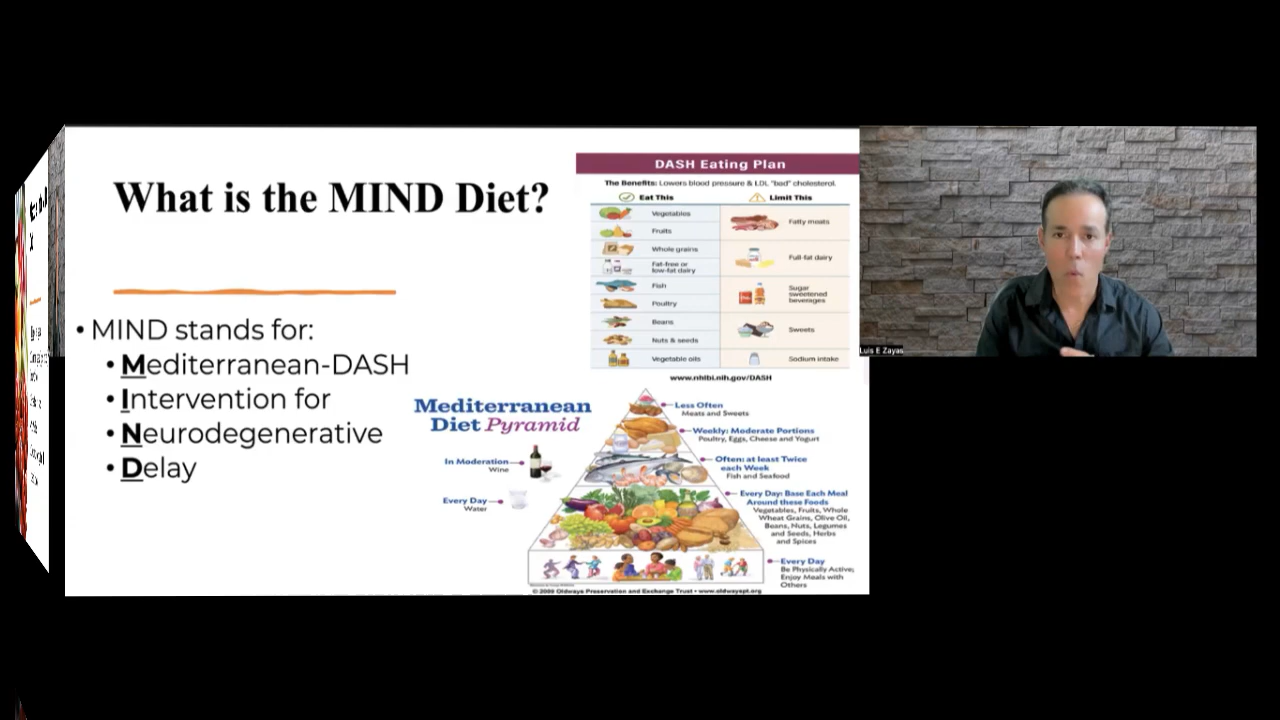 What is the MIND Diet?
• MIND stands for:
• Mediterranean-DASH
• Intervention for
• Neurodegenerative
• Delay
DASH Eating Plan
The Benefits: Lowers blood pressure & LDL "bad" cholesterol.
Eat This
Limit This
Vegetables
Fruits
Whole grains
Fat-free or
low-fat dairy
Fish
Poultry
Beans
Nuts & seeds
Vegetable oils
Fatty meats
Full-fat dairy
Sugar
sweetened
beverages
Sweets
Sodium intake
www.nhlbi.nih.gov/DASH
Mediterranean
Diet Pyramid
In Moderation
Wine
Every Day
Water
Less Often
Meats and Sweets
Weekly: Moderate Portions
Poultry, Eggs, Cheese and Yogurt
Often: at least Twice
each Week
Fish and Seafood
Every Day: Base Each Meal
Around these Foods
Vegetables, Fruits, Whole
Wheat Grains, Olive Oil,
Beans, Nuts, Legumes
and Seeds, Herbs
and Spices
Every Day
Be Physically Active;
Enjoy Meals with
Others
© 2009 Oldways Preservation and Exchange Trust • www.oldwayspt.org
Luis E Zayas